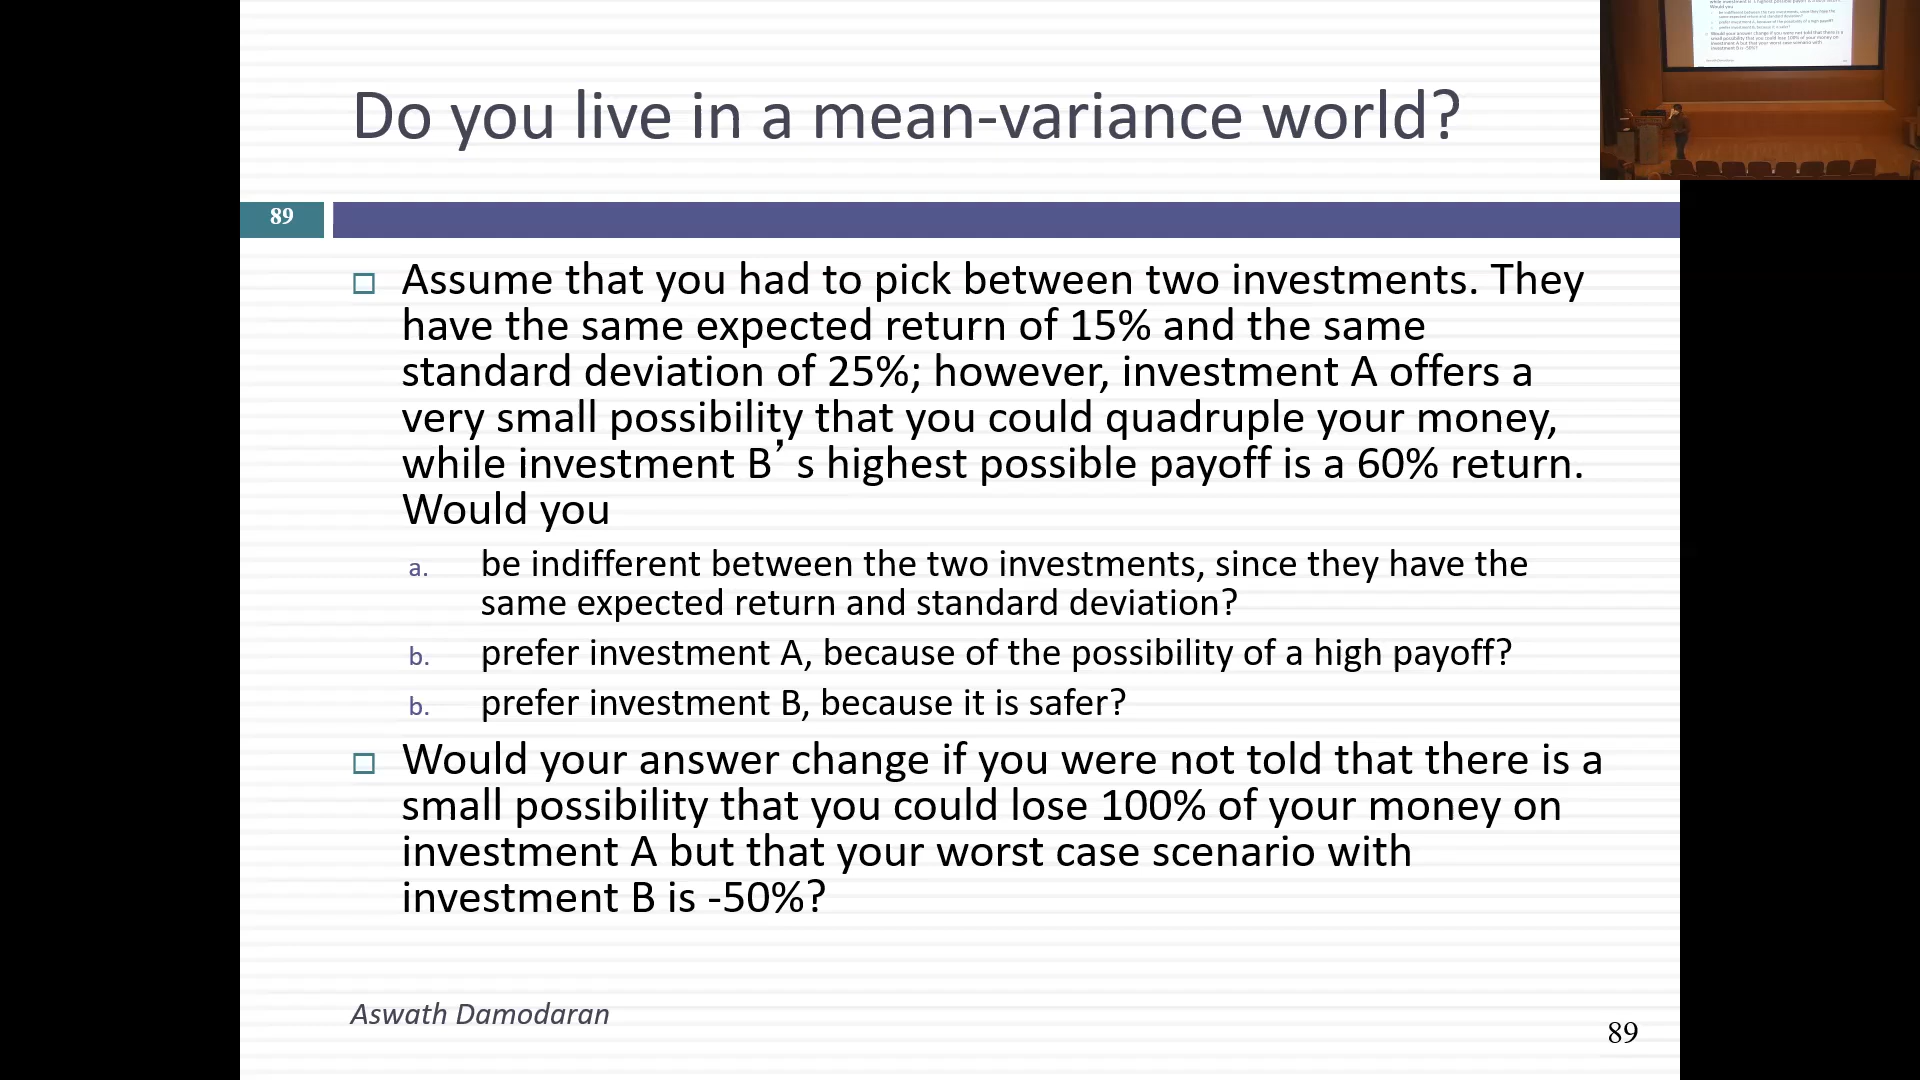 Do you live in a mean-variance world?
89
□ Assume that you had to pick between two investments. They
have the same expected return of 15% and the same
standard deviation of 25%; however, investment A offers a
very small possibility that you could quadruple your money,
while investment B’s highest possible payoff is a 60% return.
Would you
a. be indifferent between the two investments, since they have the
same expected return and standard deviation?
b. prefer investment A, because of the possibility of a high payoff?
b. prefer investment B, because it is safer?
□ Would your answer change if you were not told that there is a
small possibility that you could lose 100% of your money on
investment A but that your worst case scenario with
investment B is -50%?
Aswath Damodaran
89